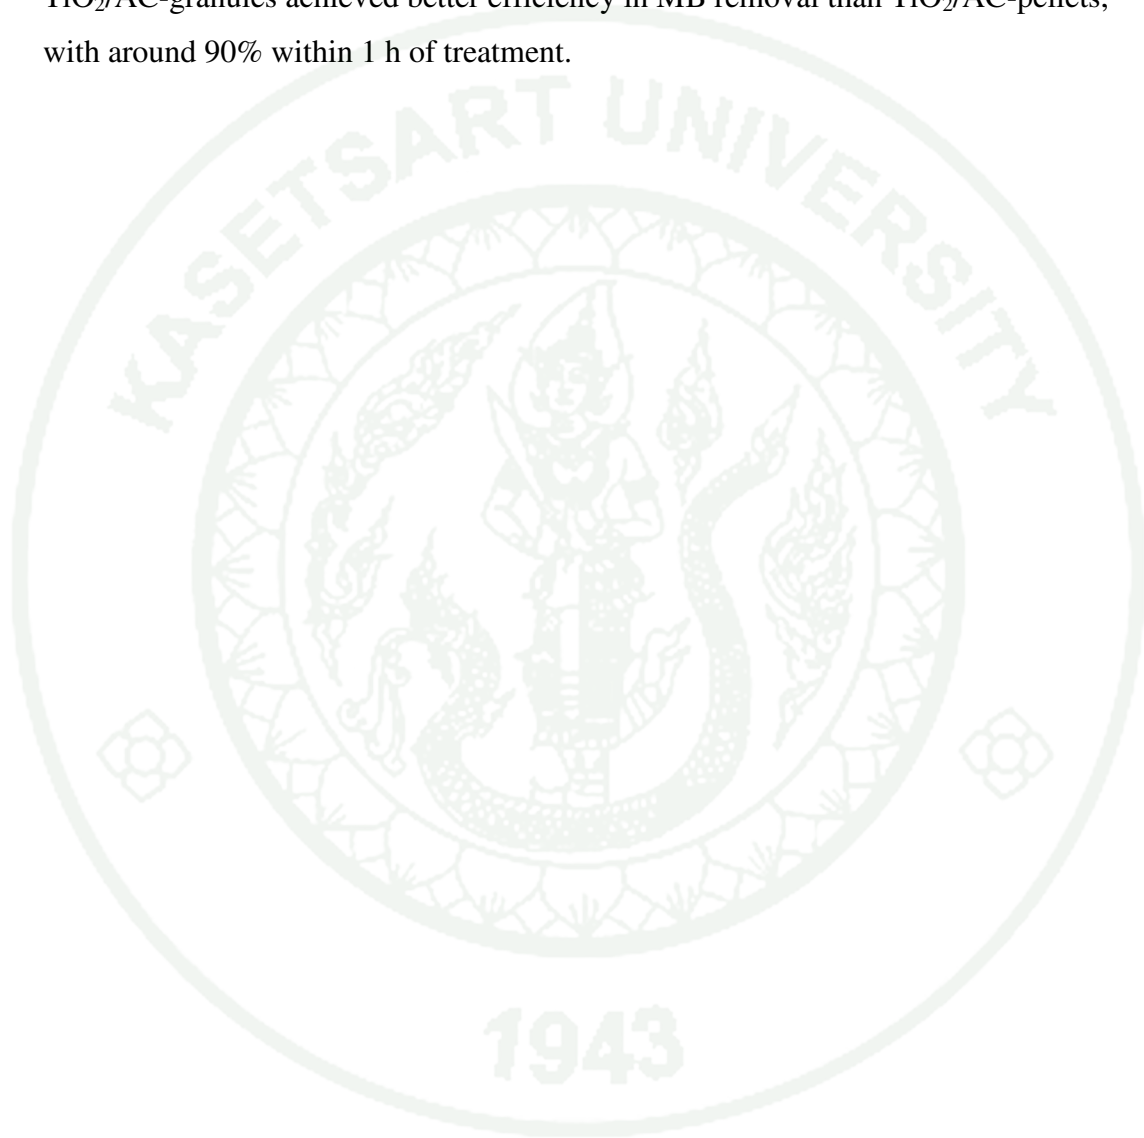 TiO₂/AC-granules achieved better efficiency in MB removal than TiO₂/AC-pellets,
with around 90% within 1 h of treatment.
KASETSART UNIVERSITY
1943